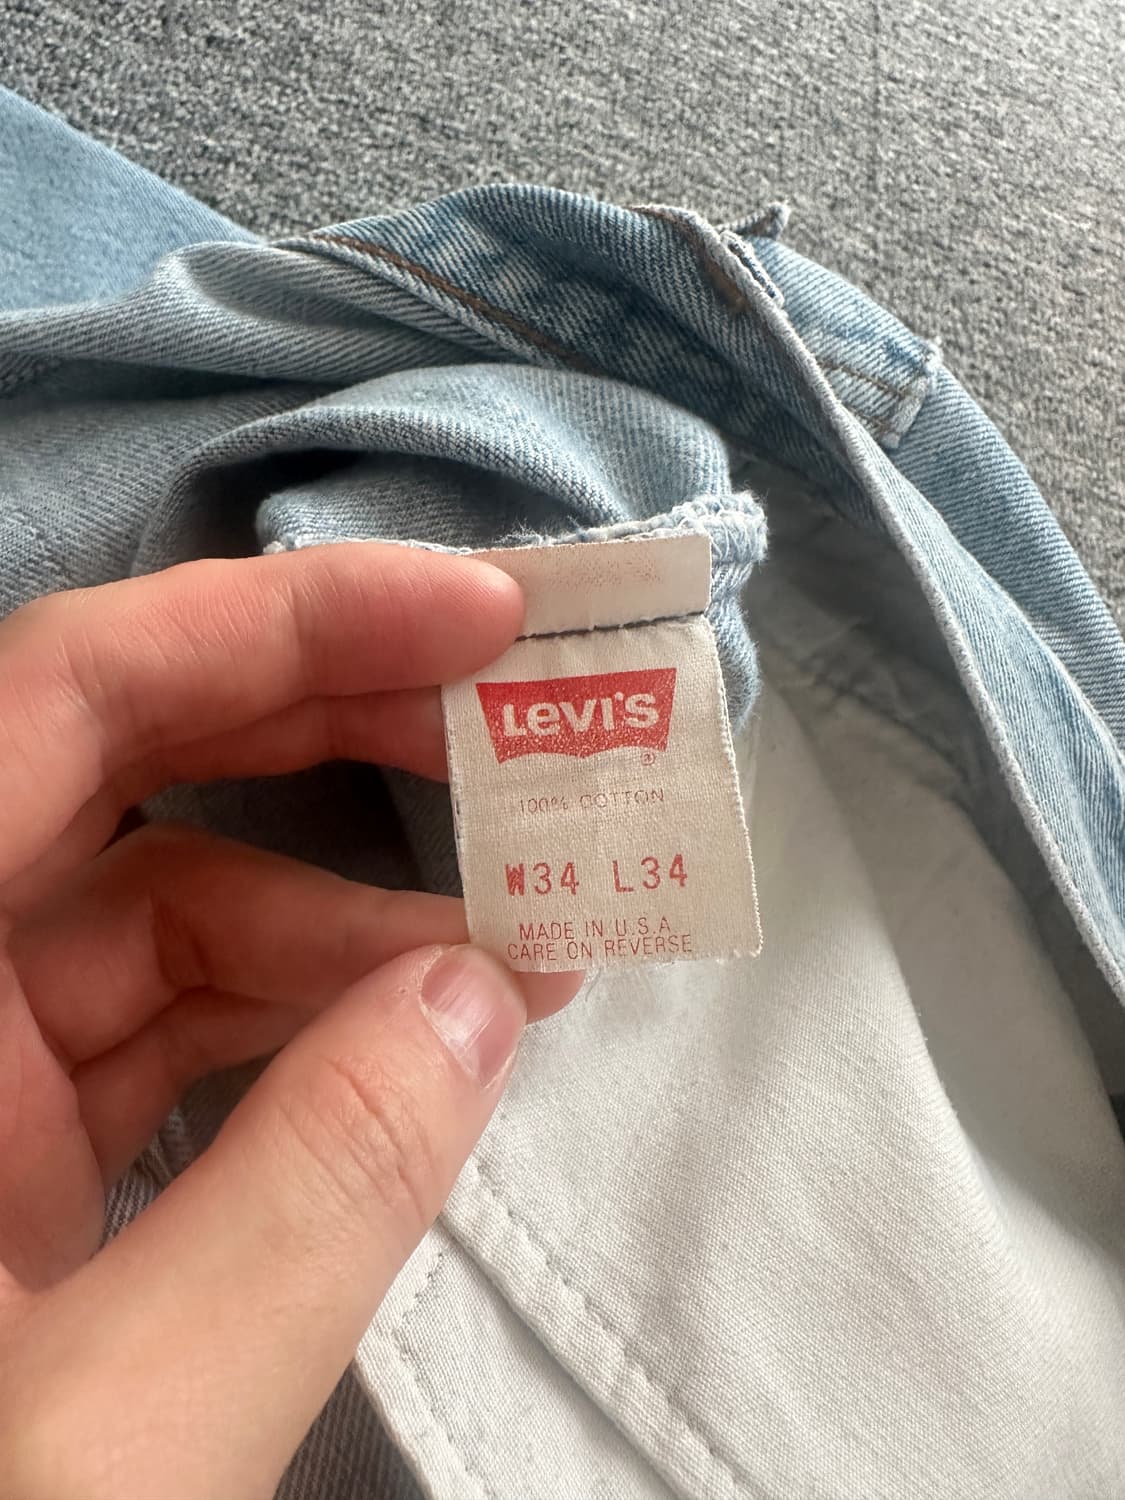 Levi's
®
100% COTTON
W34 L34
MADE IN U.S.A
CARE ON REVERSE